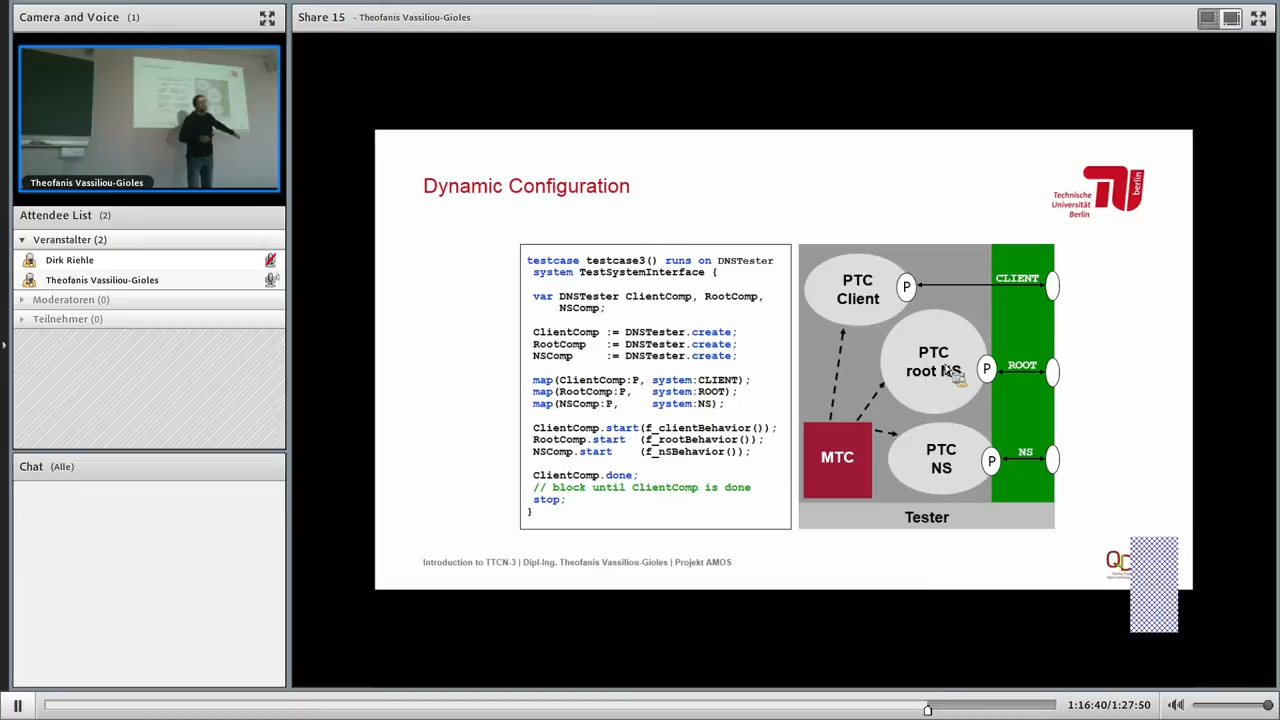 Camera and Voice (1)
Theofanis Vassiliou-Gioles
Attendee List (2)
Veranstalter (2)
Dirk Riehle
Theofanis Vassiliou-Gioles
Moderatoren (0)
Teilnehmer (0)
Chat (Alle)
Share 15 - Theofanis Vassiliou-Gioles
Dynamic Configuration
Technische
Universität
Berlin
berlin
testcase testcase3() runs on DNSTester
system TestSystemInterface {
var DNSTester ClientComp, RootComp,
NSComp;
ClientComp := DNSTester.create;
RootComp := DNSTester.create;
NSComp := DNSTester.create;
map(ClientComp:P, system:CLIENT);
map(RootComp:P, system:ROOT);
map(NSComp:P, system:NS);
ClientComp.start(f_clientBehavior());
RootComp.start (f_rootBehavior());
NSComp.start (f_nSBehavior());
ClientComp.done;
// block until ClientComp is done
stop;
}
PTC
Client
P
CLIENT
PTC
root NS
P
ROOT
MTC
PTC
NS
P
NS
Tester
Introduction to TTCN-3 | Dipl-Ing. Theofanis Vassiliou-Gioles | Projekt AMOS
1:16:40/1:27:50